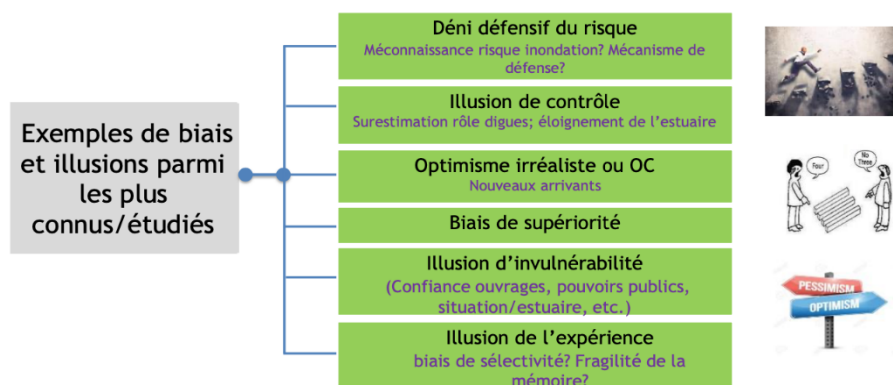 Exemples de biais
et illusions parmi
les plus
connus/étudiés
Déni défensif du risque
Méconnaissance risque inondation? Mécanisme de
défense?
Illusion de contrôle
Surestimation rôle digues; éloignement de l'estuaire
Optimisme irréaliste ou OC
Nouveaux arrivants
Biais de supériorité
Illusion d'invulnérabilité
(Confiance ouvrages, pouvoirs publics,
situation/estuaire, etc.)
Illusion de l'expérience
biais de sélectivité? Fragilité de la
mémoire?
Four
No
Three
PESSIMISM
OPTIMISM